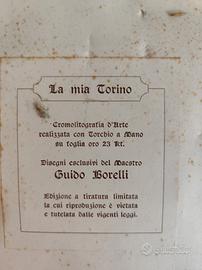 La mia Torino
Cromolitografia d'Arte
realizzata con Torchio a Mano
su foglia oro 23 Kt.
Disegni esclusivi del Maestro
Guido Borelli
Edizione a tiratura limitata
la cui riproduzione è vietata
e tutelata dalle vigenti leggi.
subito